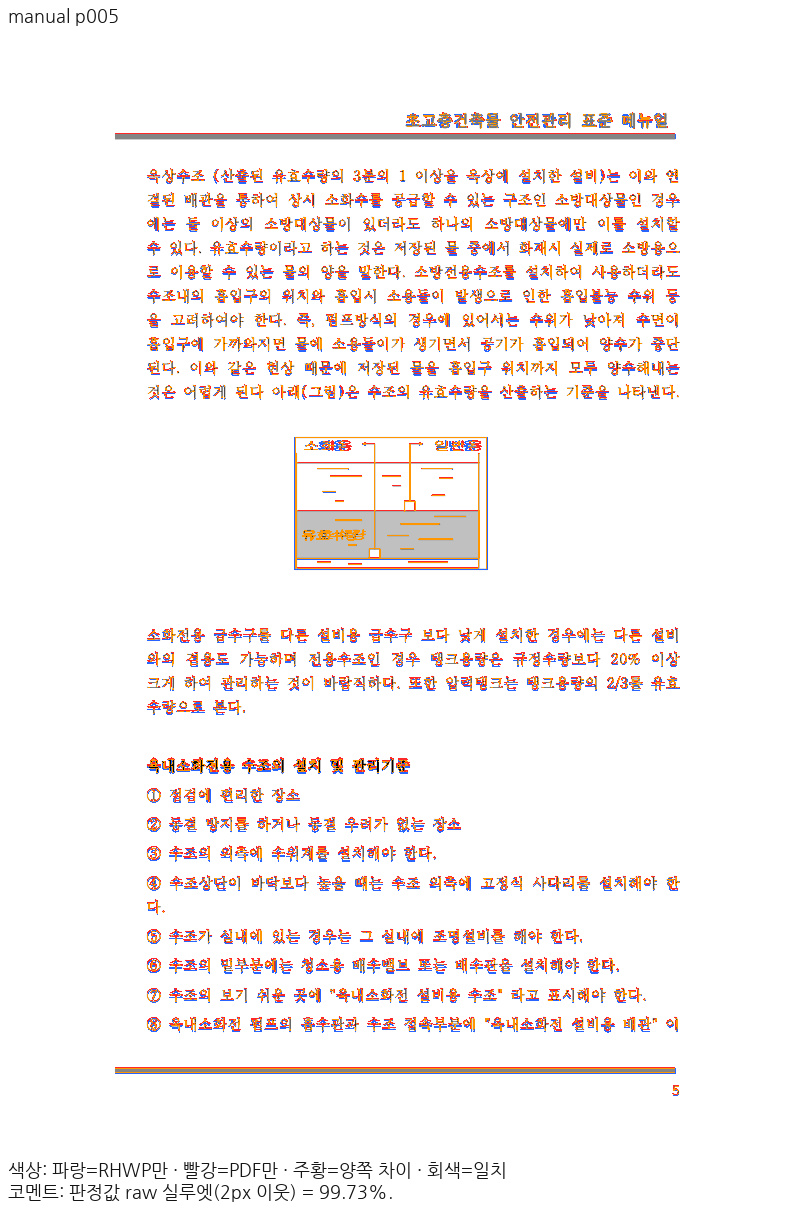 manual p005
초고층건축물 안전관리 표준 메뉴얼
옥상수조 (산출된 유효수량의 3분의 1 이상을 옥상에 설치한 설비)는 이와 연
결된 배관을 통하여 상시 소화수를 공급할 수 있는 구조인 소방대상물인 경우
에는 둘 이상의 소방대상물이 있더라도 하나의 소방대상물에만 이를 설치할
수 있다. 유효수량이라고 하는 것은 저장된 물 중에서 화재시 실제로 소방용으
로 이용할 수 있는 물의 양을 말한다. 소방전용수조를 설치하여 사용하더라도
수조내의 흡입구의 위치와 흡입시 소용돌이 발생으로 인한 흡입불능 수위 등
을 고려하여야 한다. 즉, 펌프방식의 경우에 있어서는 수위가 낮아져 수면이
흡입구에 가까와지면 물에 소용돌이가 생기면서 공기가 흡입되어 양수가 중단
된다. 이와 같은 현상 때문에 저장된 물을 흡입구 위치까지 모두 양수해내는
것은 어렵게 된다 아래(그림)은 수조의 유효수량을 산출하는 기준을 나타낸다.
소화전용 일반용
유효수량
소화전용 급수구를 다른 설비용 급수구 보다 낮게 설치한 경우에는 다른 설비
와의 겸용도 가능하며 전용수조인 경우 탱크용량은 규정수량보다 20% 이상
크게 하여 관리하는 것이 바람직하다. 또한 압력탱크는 탱크용량의 2/3를 유효
수량으로 본다.
옥내소화전용 수조의 설치 및 관리기준
① 점검에 편리한 장소
② 동결 방지를 하거나 동결 우려가 없는 장소
③ 수조의 외측에 수위계를 설치해야 한다.
④ 수조상단이 바닥보다 높을 때는 수조 외측에 고정식 사다리를 설치해야 한
다.
⑤ 수조가 실내에 있는 경우는 그 실내에 조명설비를 해야 한다.
⑥ 수조의 밑부분에는 청소용 배수밸브 또는 배수관을 설치해야 한다.
⑦ 수조의 보기 쉬운 곳에 "옥내소화전 설비용 수조" 라고 표시해야 한다.
⑧ 옥내소화전 펌프의 흡수관과 수조 접속부분에 "옥내소화전 설비용 배관" 이
5
색상: 파랑=RHWP만 · 빨강=PDF만 · 주황=양쪽 차이 · 회색=일치
코멘트: 판정값 raw 실루엣(2px 이웃) = 99.73%.